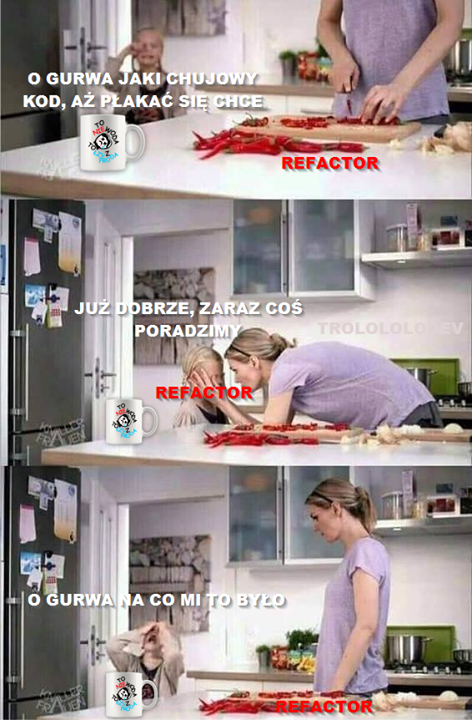 O GURWA JAKI CHUJOWY
KOD, AŻ PŁAKAĆ SIĘ CHCE
REFACTOR
JUŻ DOBRZE, ZARAZ COŚ
PORADZIMY
REFACTOR
O GURWA NA CO MI TO BYŁO
REFACTOR